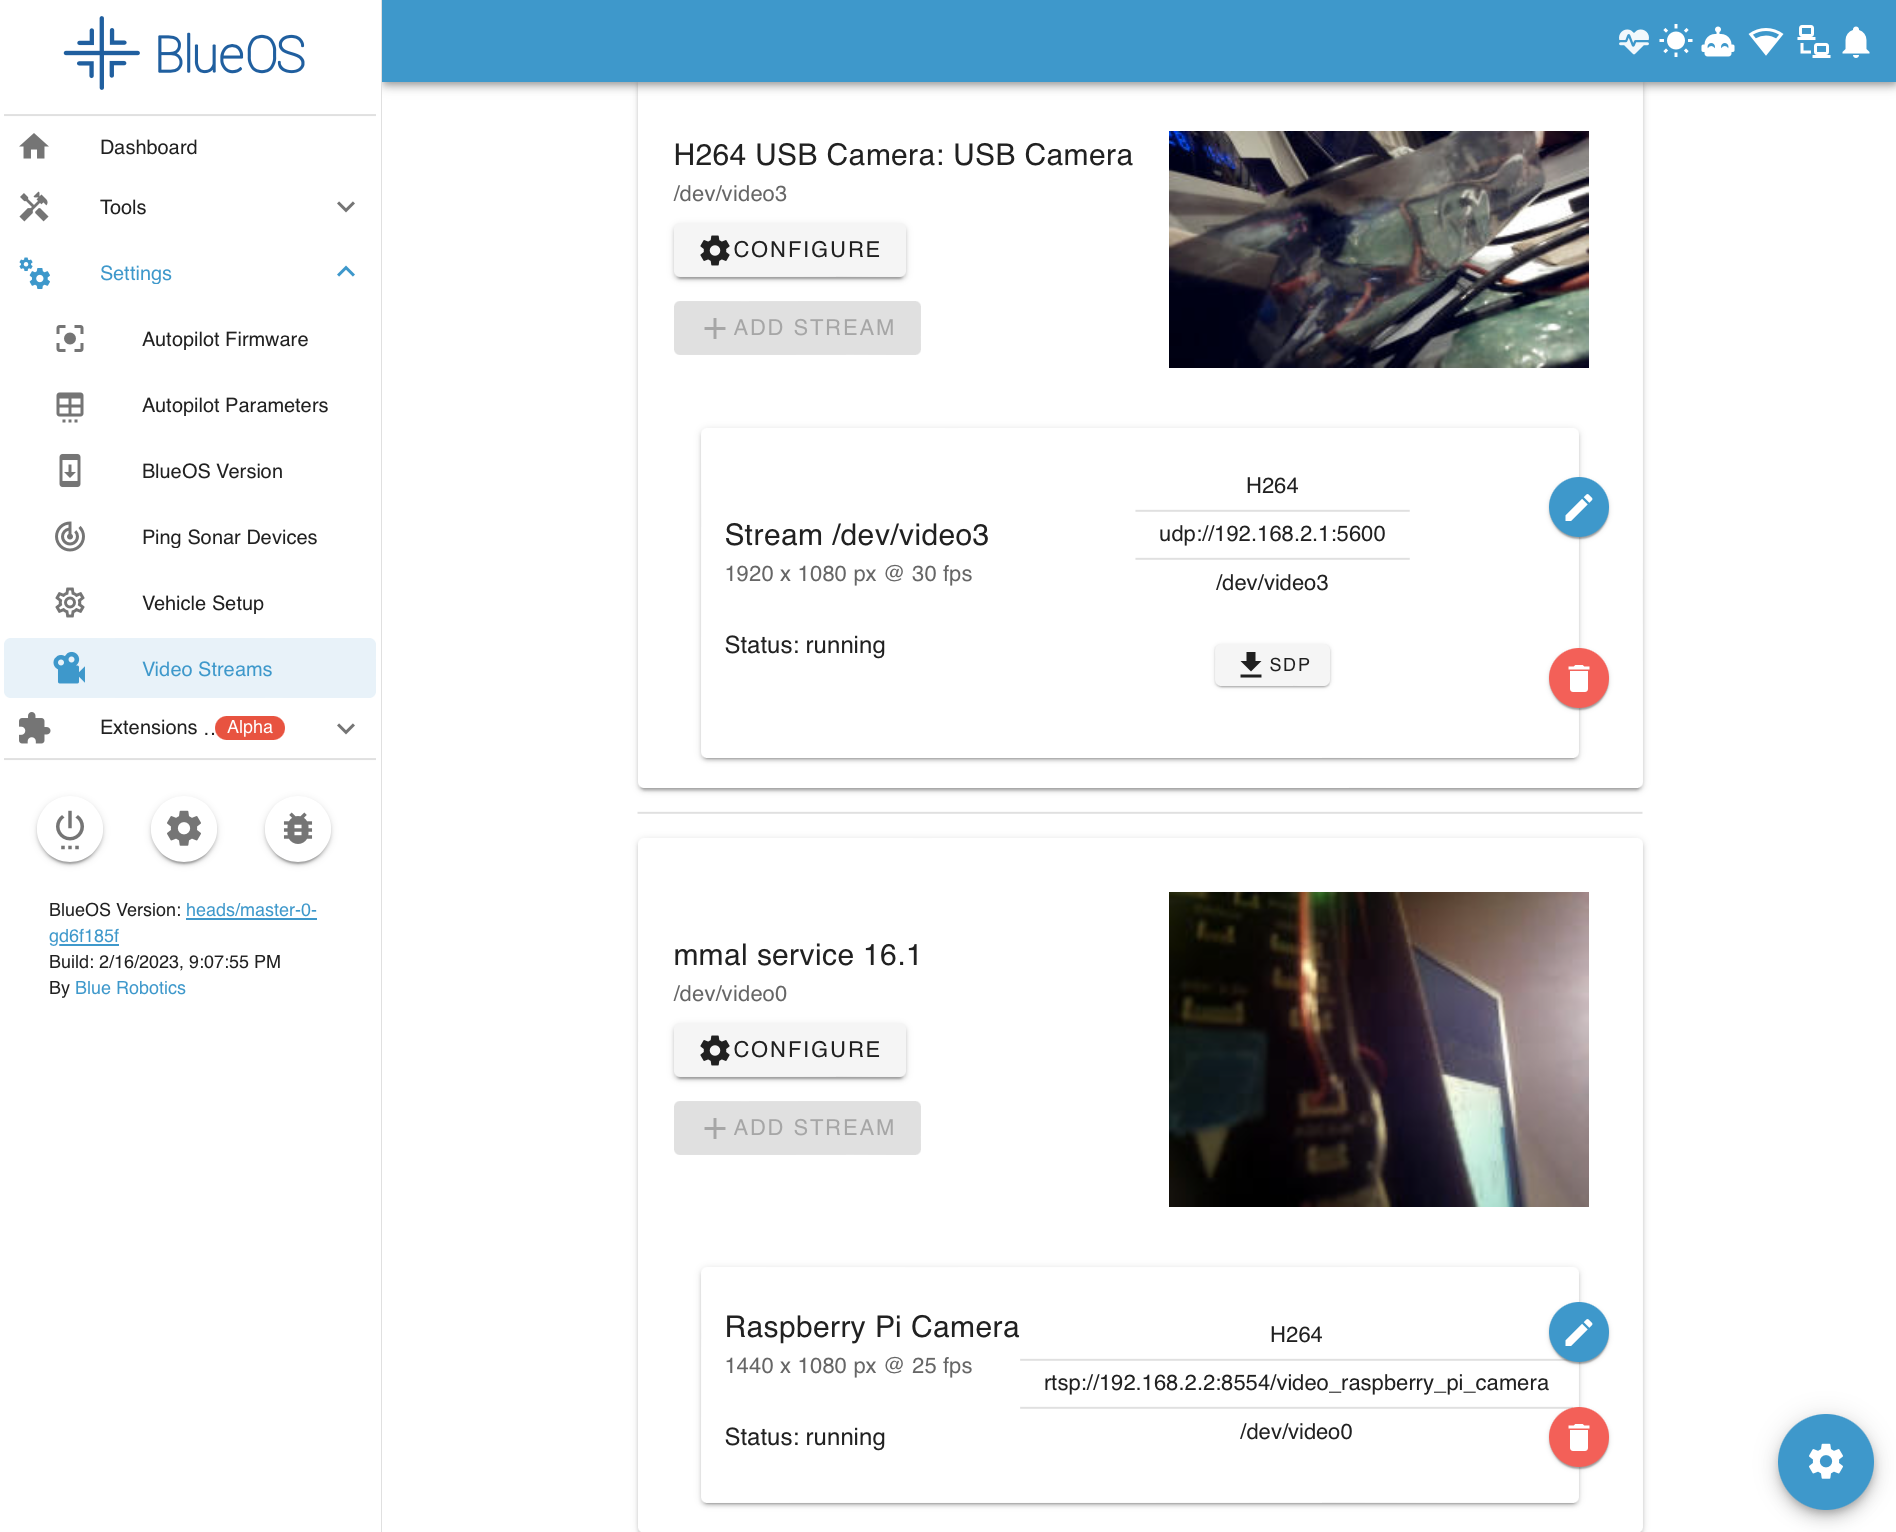 BlueOS
Dashboard
Tools
Settings
Autopilot Firmware
Autopilot Parameters
BlueOS Version
Ping Sonar Devices
Vehicle Setup
Video Streams
Extensions .. Alpha
BlueOS Version: heads/master-0-
gd6f185f
Build: 2/16/2023, 9:07:55 PM
By Blue Robotics
H264 USB Camera: USB Camera
/dev/video3
CONFIGURE
ADD STREAM
Stream /dev/video3
1920 x 1080 px @ 30 fps
Status: running
H264
udp://192.168.2.1:5600
/dev/video3
SDP
mmal service 16.1
/dev/video0
CONFIGURE
ADD STREAM
Raspberry Pi Camera
1440 x 1080 px @ 25 fps
Status: running
H264
rtsp://192.168.2.2:8554/video_raspberry_pi_camera
/dev/video0